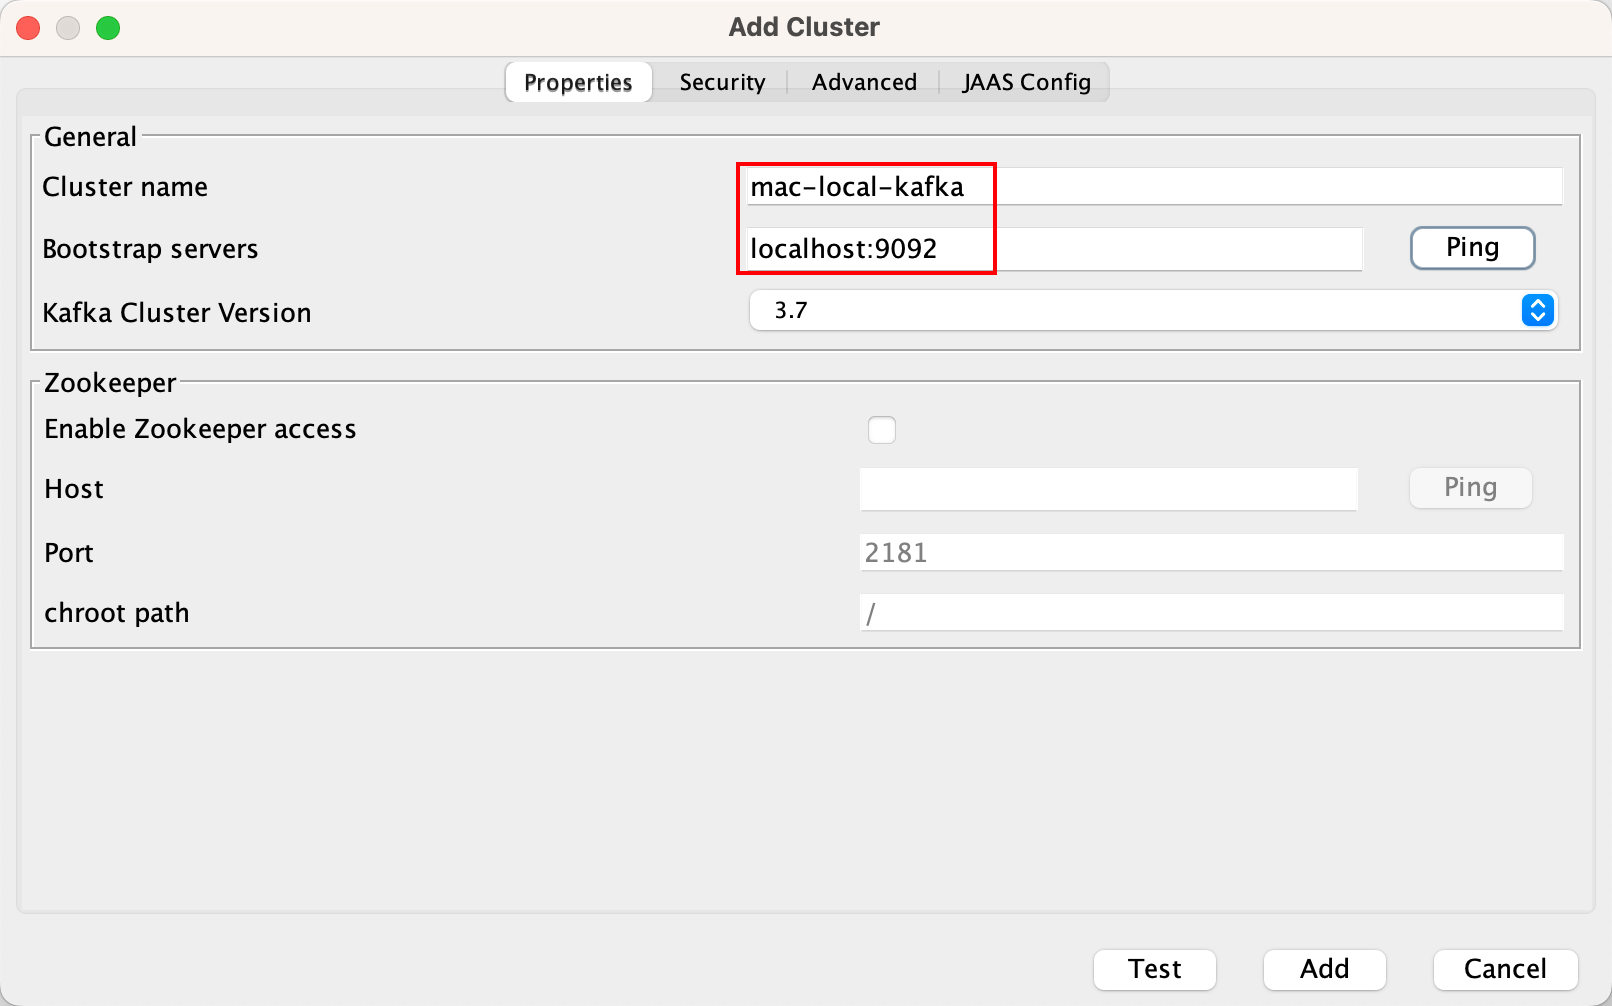 Add Cluster
Properties Security Advanced JAAS Config
General
Cluster name mac-local-kafka
Bootstrap servers localhost:9092 Ping
Kafka Cluster Version 3.7
Zookeeper
Enable Zookeeper access
Host Ping
Port 2181
chroot path /
Test Add Cancel